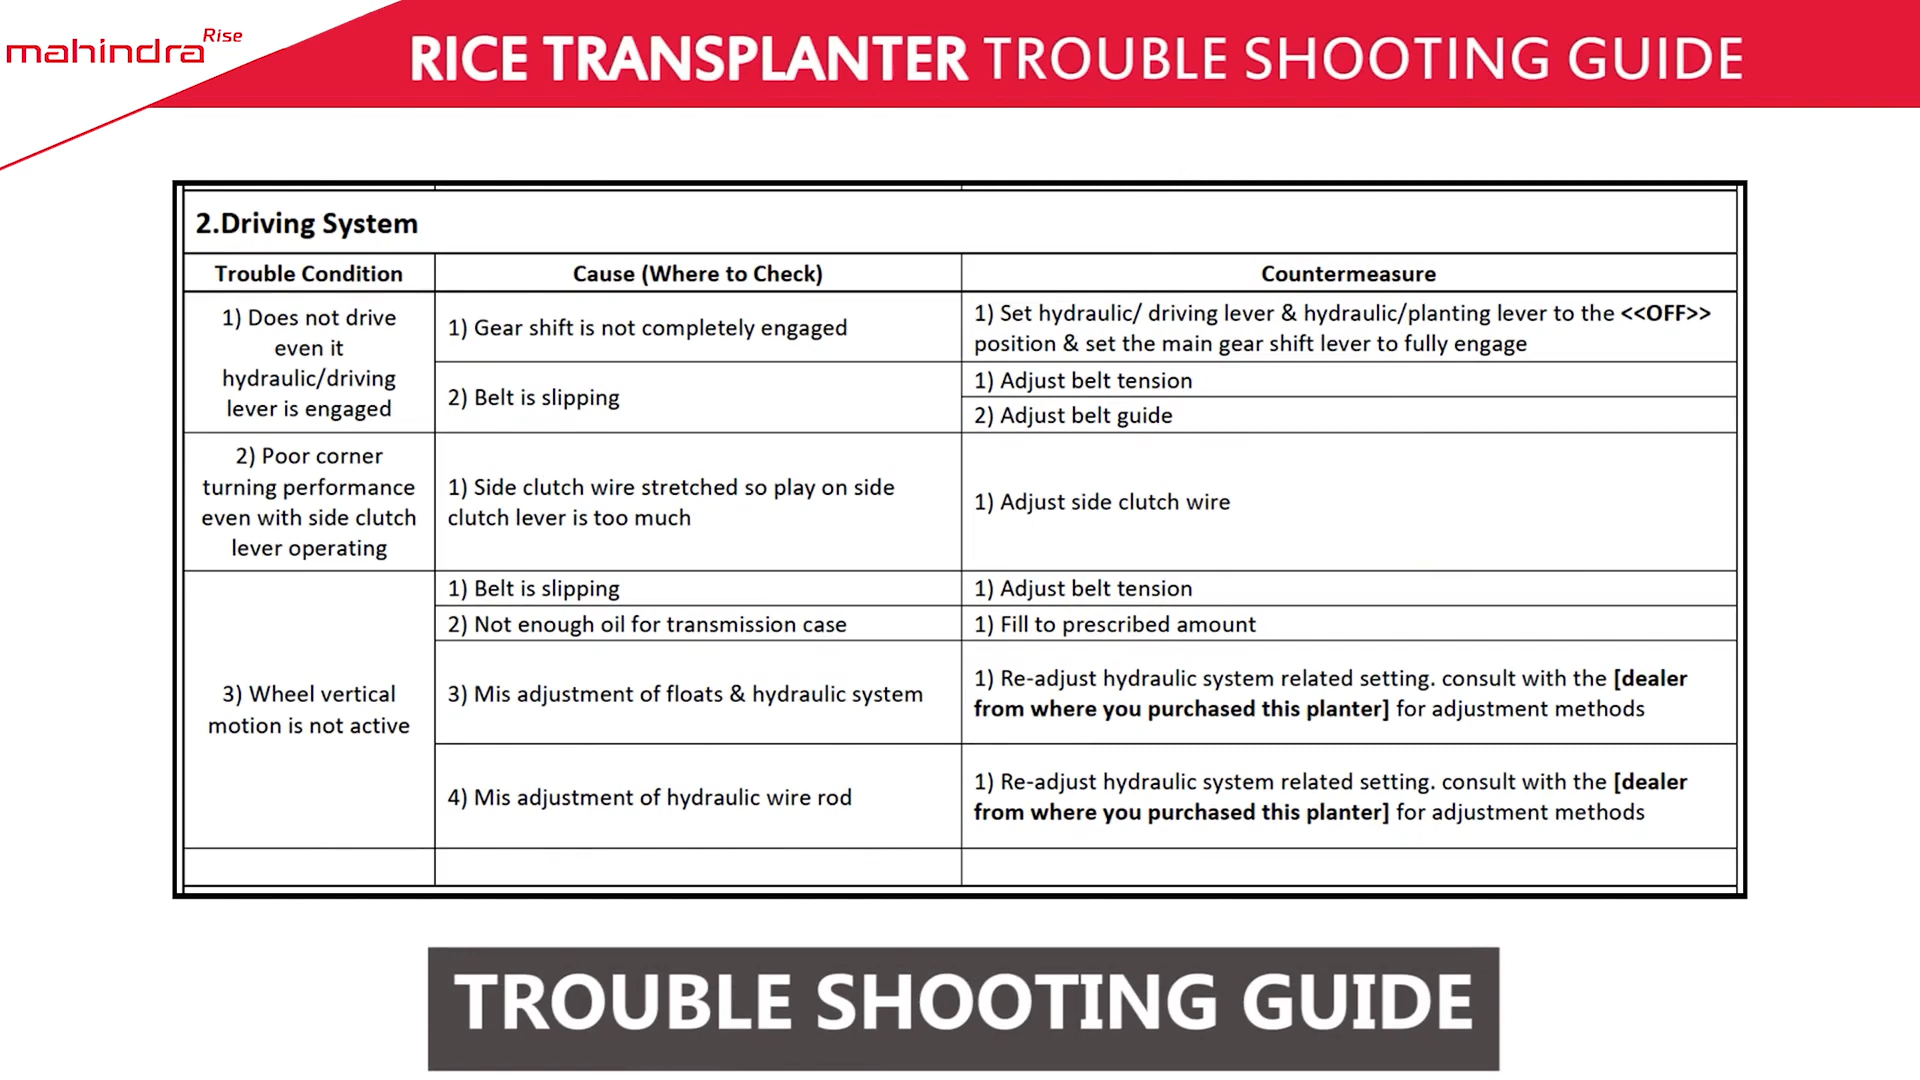 mahindra Rise
RICE TRANSPLANTER TROUBLE SHOOTING GUIDE
2.Driving System
Trouble Condition
Cause (Where to Check)
Countermeasure
1) Does not drive
even it
hydraulic/driving
lever is engaged
1) Gear shift is not completely engaged
1) Set hydraulic/ driving lever & hydraulic/planting lever to the <<OFF>>
position & set the main gear shift lever to fully engage
2) Belt is slipping
1) Adjust belt tension
2) Adjust belt guide
2) Poor corner
turning performance
even with side clutch
lever operating
1) Side clutch wire stretched so play on side
clutch lever is too much
1) Adjust side clutch wire
3) Wheel vertical
motion is not active
1) Belt is slipping
1) Adjust belt tension
2) Not enough oil for transmission case
1) Fill to prescribed amount
3) Mis adjustment of floats & hydraulic system
1) Re-adjust hydraulic system related setting. consult with the [dealer
from where you purchased this planter] for adjustment methods
4) Mis adjustment of hydraulic wire rod
1) Re-adjust hydraulic system related setting. consult with the [dealer
from where you purchased this planter] for adjustment methods
TROUBLE SHOOTING GUIDE